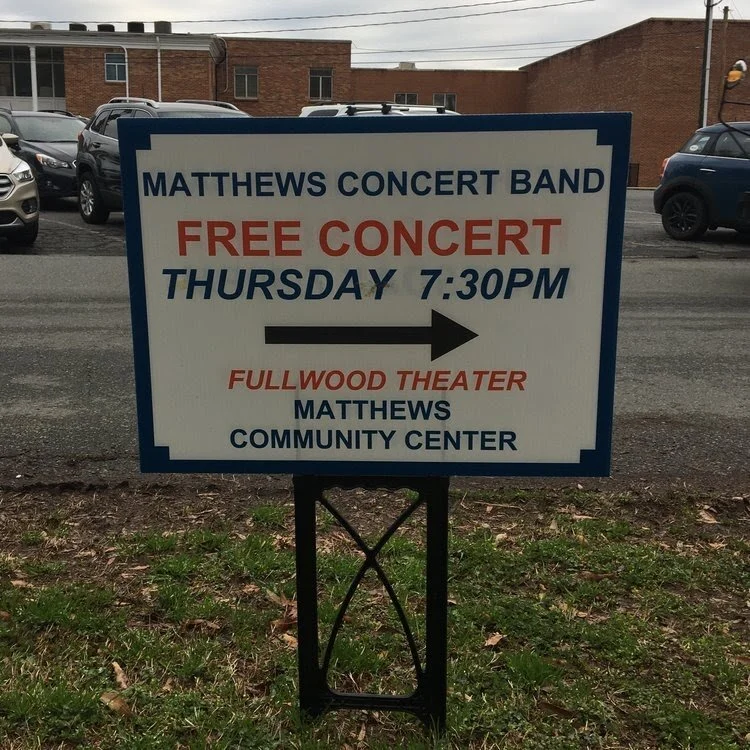 MATTHEWS CONCERT BAND
FREE CONCERT
THURSDAY 7:30PM
FULLWOOD THEATER
MATTHEWS
COMMUNITY CENTER